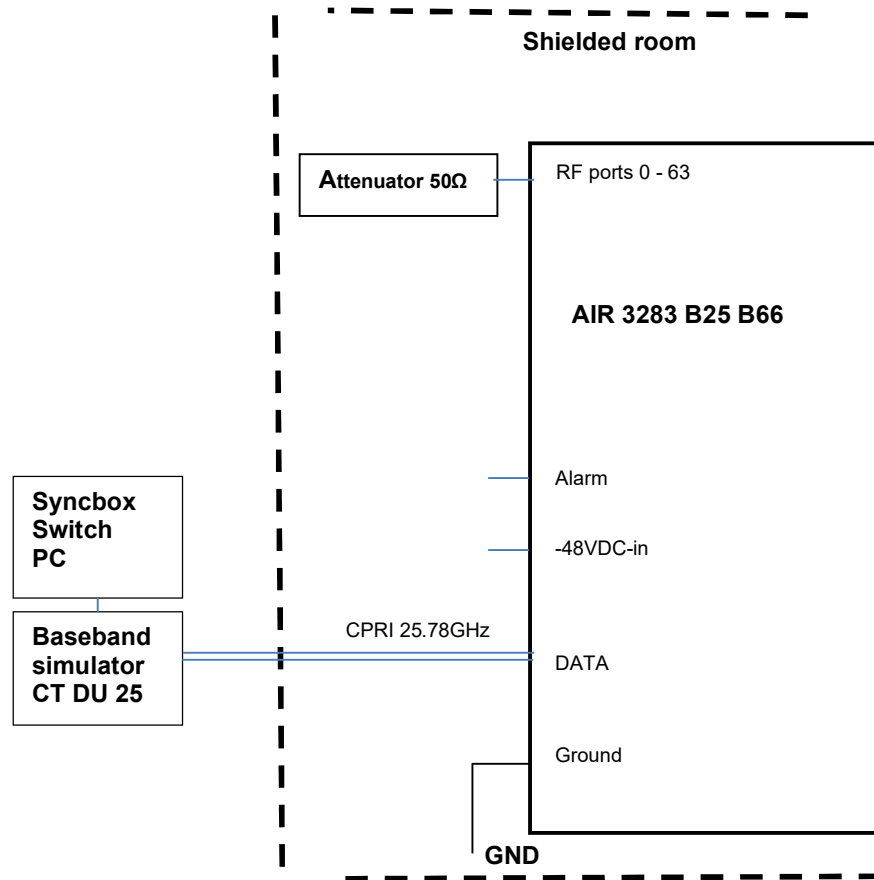 Shielded room
Attenuator 50Ω
RF ports 0 - 63
AIR 3283 B25 B66
Alarm
-48VDC-in
Syncbox
Switch
PC
Baseband
simulator
CT DU 25
CPRI 25.78GHz
DATA
Ground
GND